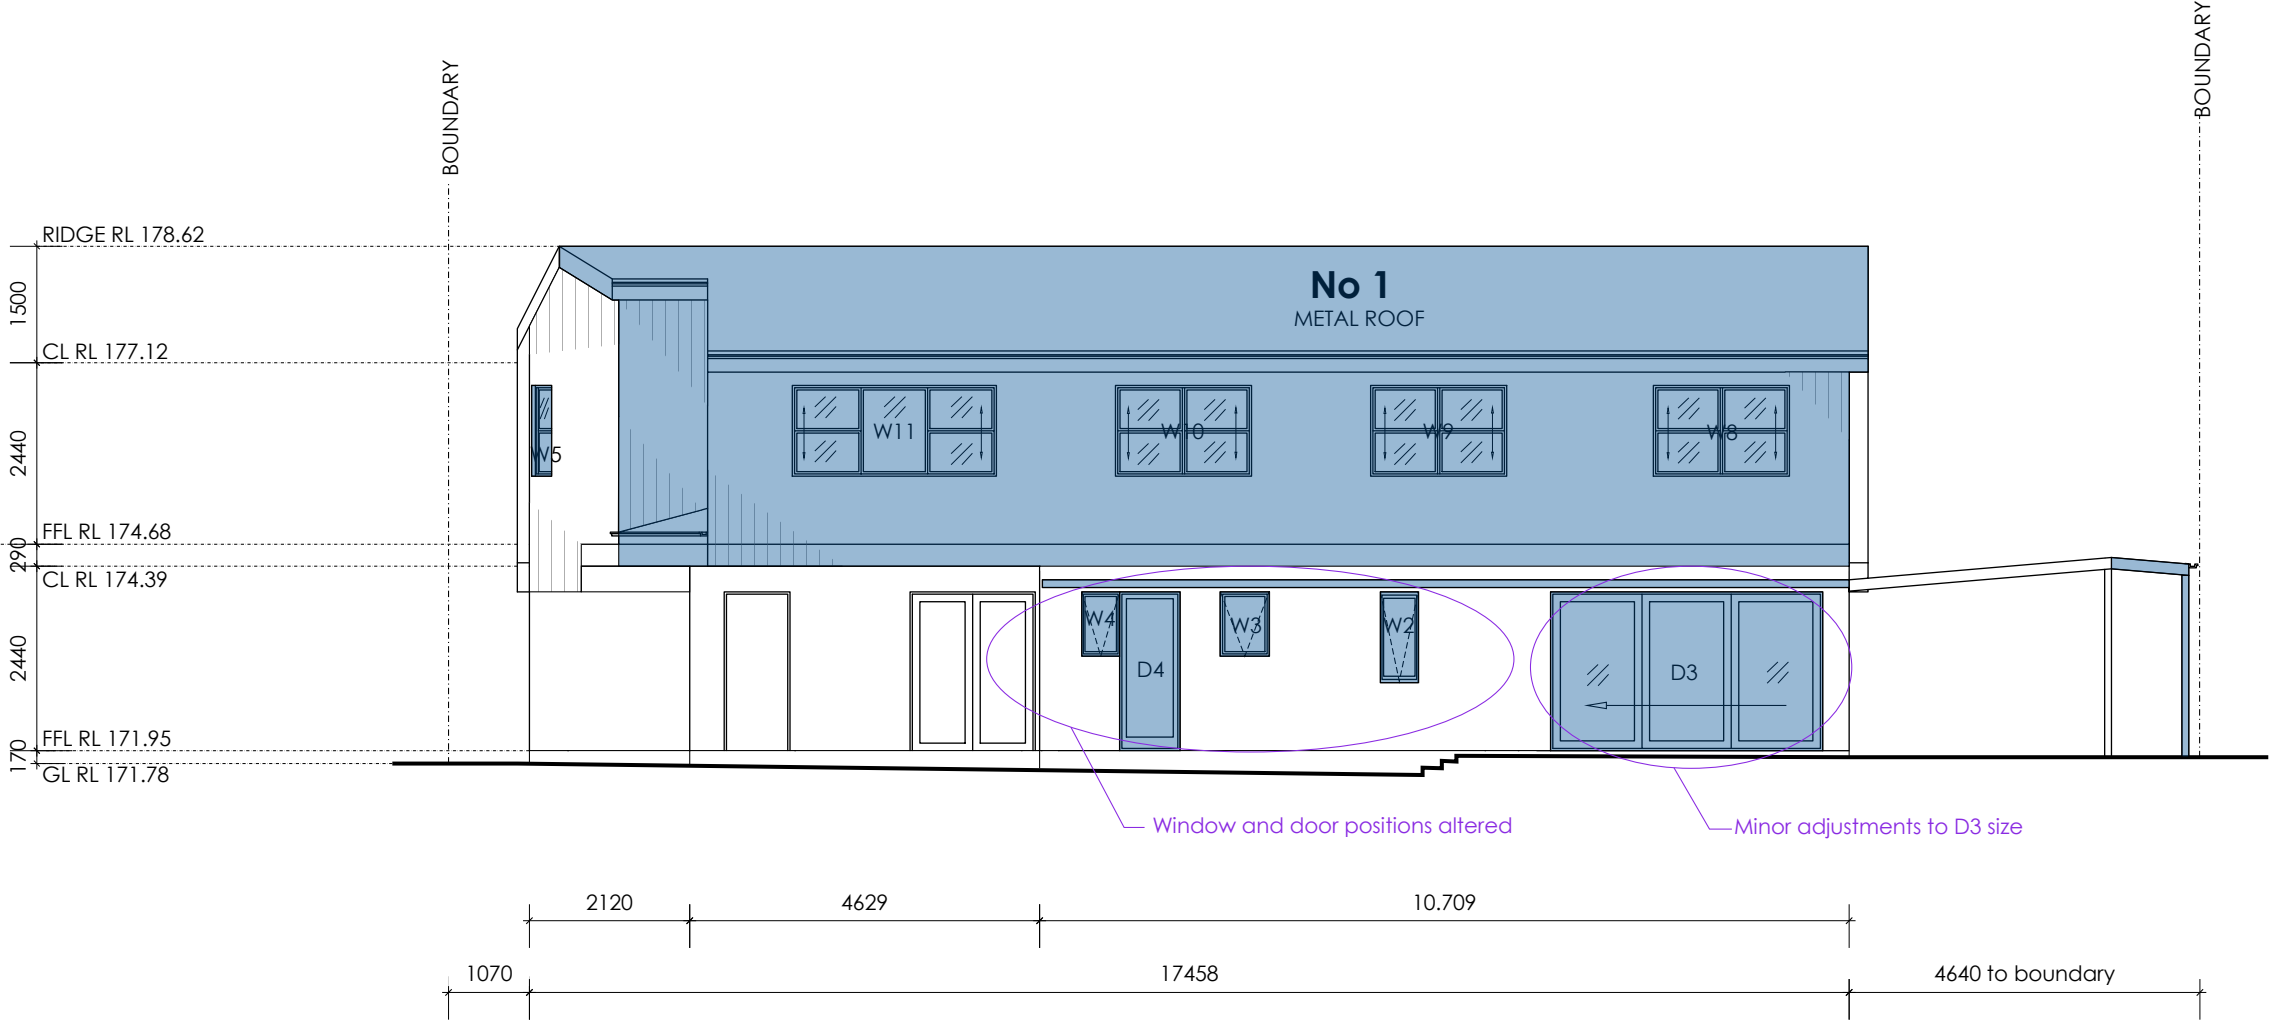 BOUNDARY
BOUNDARY
RIDGE RL 178.62
1500
No 1
METAL ROOF
CL RL 177.12
2440
W5
W11
W10
W9
W8
FFL RL 174.68
290
CL RL 174.39
2440
W4
D4
W3
W2
D3
FFL RL 171.95
170
GL RL 171.78
Window and door positions altered
Minor adjustments to D3 size
2120
4629
10.709
1070
17458
4640 to boundary